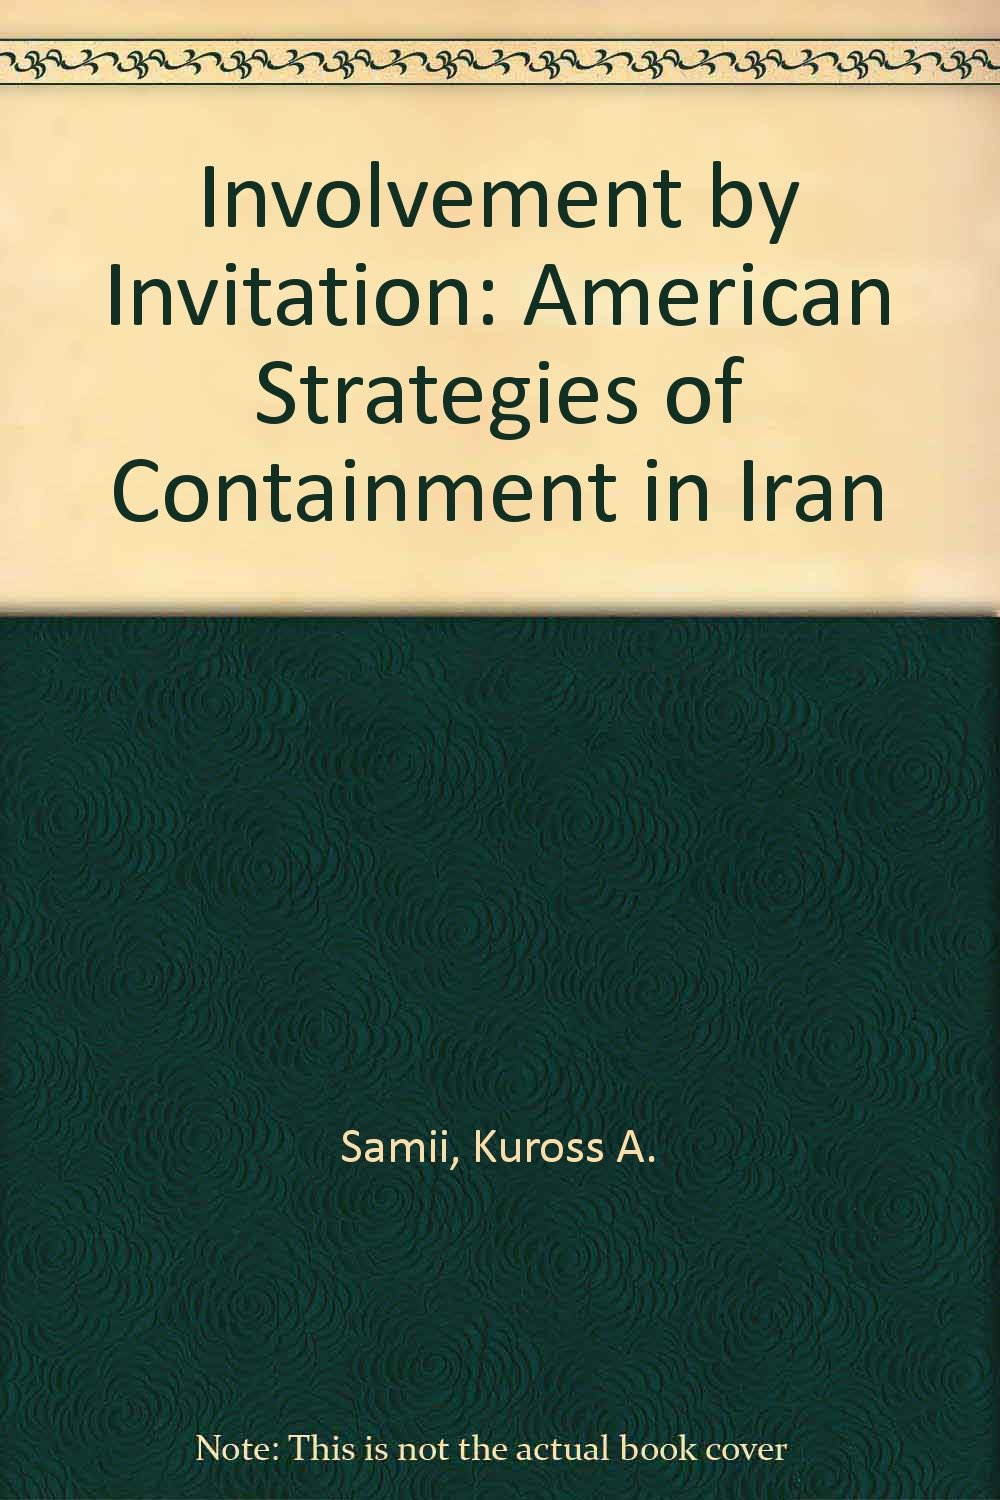 Involvement by
Invitation: American
Strategies of
Containment in Iran
Samii, Kuross A.
Note: This is not the actual book cover